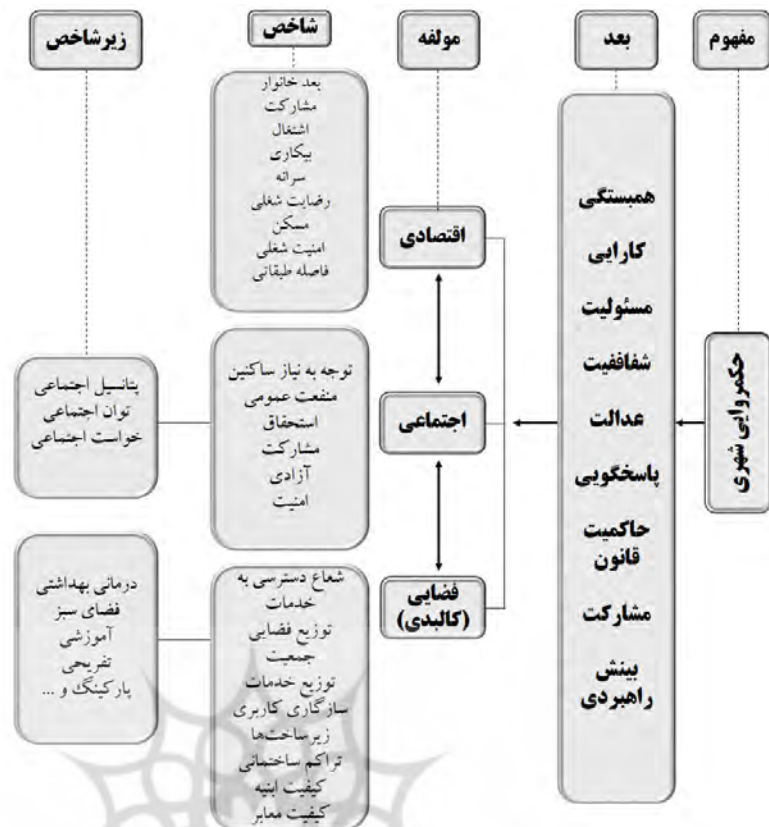 مفهوم
بعد
مولفه
شاخص
زیرشاخص
حکمروایی شهری
همبستگی
کارایی
مسئولیت
شفاففیت
عدالت
پاسخگویی
حاکمیت
قانون
مشارکت
بینش
راهبردی
اقتصادی
اجتماعی
فضایی
(کالبدی)
بعد خانوار
مشارکت
اشتغال
بیکاری
سرانه
رضایت شغلی
مسکن
امنیت شغلی
فاصله طبقاتی
توجه به نیاز ساکنین
منفعت عمومی
استحقاق
مشارکت
آزادی
امنیت
شعاع دسترسی به
خدمات
توزیع فضایی
جمعیت
توزیع خدمات
سازگاری کاربری
زیرساخت‌ها
تراکم ساختمانی
کیفیت ابنیه
کیفیت معابر
پتانسیل اجتماعی
توان اجتماعی
خواست اجتماعی
درمانی بهداشتی
فضای سبز
آموزشی
تفریحی
پارکینگ و ...